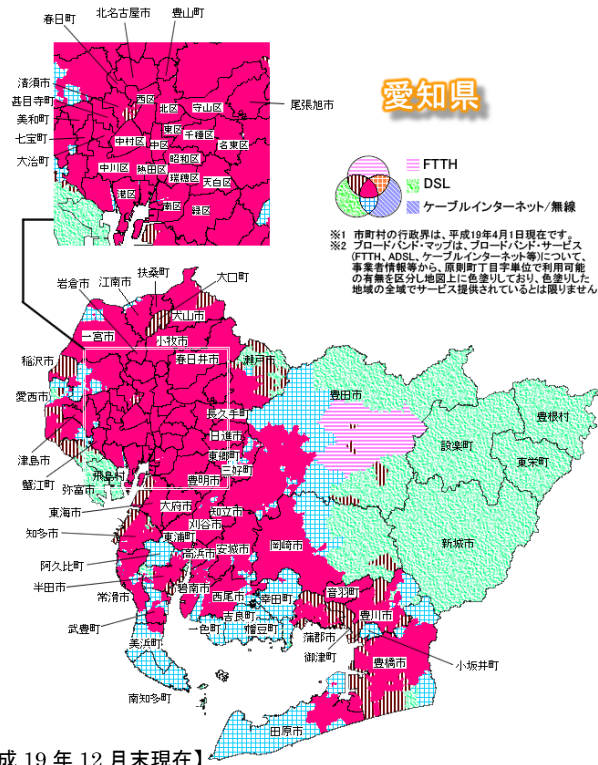 春日町
北名古屋市
豊山町
清須市
甚目寺町
美和町
七宝町
大治町
西区
北区
守山区
尾張旭市
東区
千種区
中村区
中区
名東区
昭和区
中川区
熱田区
瑞穂区
天白区
港区
南区
緑区
愛知県
FTTH
DSL
ケーブルインターネット/無線
※1 市町村の行政界は、平成19年4月1日現在です。
※2 ブロードバンド・マップは、ブロードバンド・サービス
(FTTH、ADSL、ケーブルインターネット等)について、
事業者情報等から、原則町丁目字単位で利用可能
の有無を区分し地図上に色塗りしており、色塗りした
地域の全域でサービス提供されているとは限りません
岩倉市
江南市
扶桑町
大口町
犬山市
一宮市
小牧市
稲沢市
春日井市
瀬戸市
愛西市
豊田市
長久手町
豊根村
日進市
設楽町
津島市
東郷町
東栄町
蟹江町
飛島村
三好町
弥富市
豊明市
東海市
大府市
知立市
知多市
刈谷市
新城市
東浦町
阿久比町
高浜市
安城市
岡崎市
半田市
碧南市
常滑市
西尾市
幸田町
音羽町
武豊町
吉良町
豊川市
一色町
幡豆町
蒲郡市
美浜町
御津町
豊橋市
小坂井町
南知多町
田原市
成 19 年 12 月末現在】